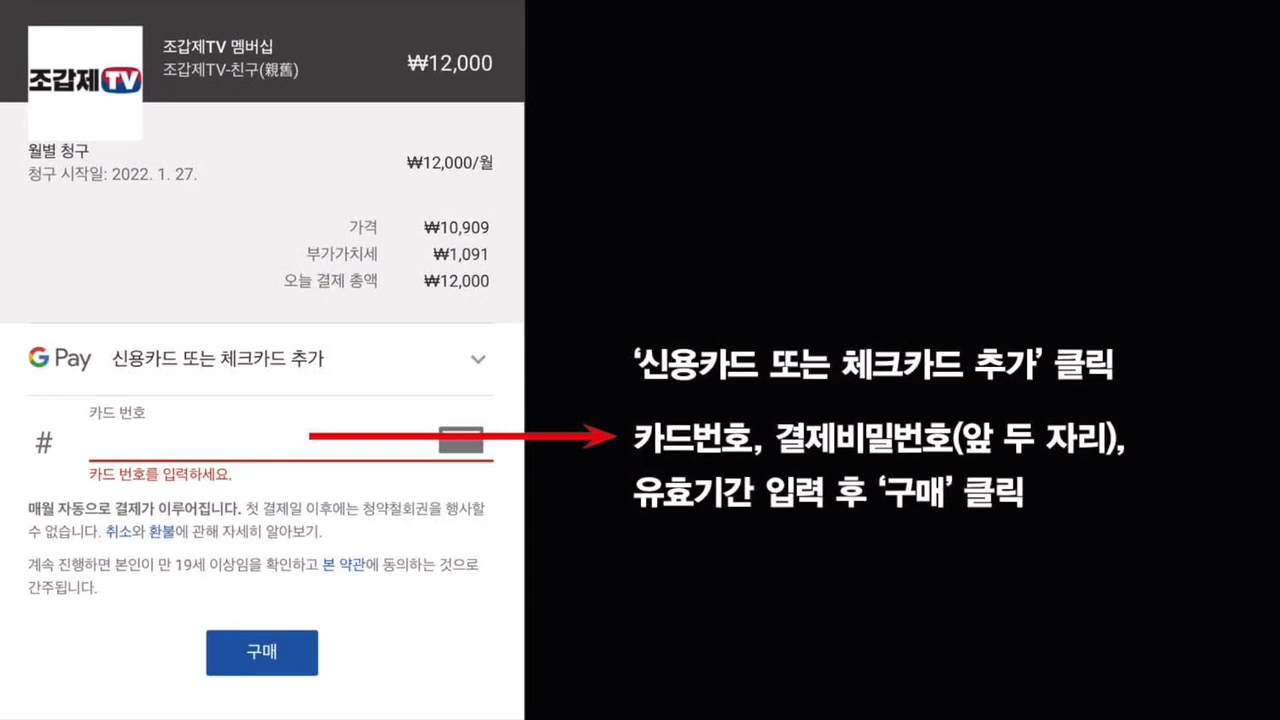 조갑제TV
조갑제TV 멤버십
조갑제TV-친구(親舊)
₩12,000
월별 청구
청구 시작일: 2022. 1. 27.
₩12,000/월
가격 ₩10,909
부가가치세 ₩1,091
오늘 결제 총액 ₩12,000
G Pay 신용카드 또는 체크카드 추가
카드 번호
#
카드 번호를 입력하세요.
매월 자동으로 결제가 이루어집니다. 첫 결제일 이후에는 청약철회권을 행사할
수 없습니다. 취소와 환불에 관해 자세히 알아보기.
계속 진행하면 본인이 만 19세 이상임을 확인하고 본 약관에 동의하는 것으로
간주됩니다.
구매
‘신용카드 또는 체크카드 추가’ 클릭
카드번호, 결제비밀번호(앞 두 자리),
유효기간 입력 후 ‘구매’ 클릭